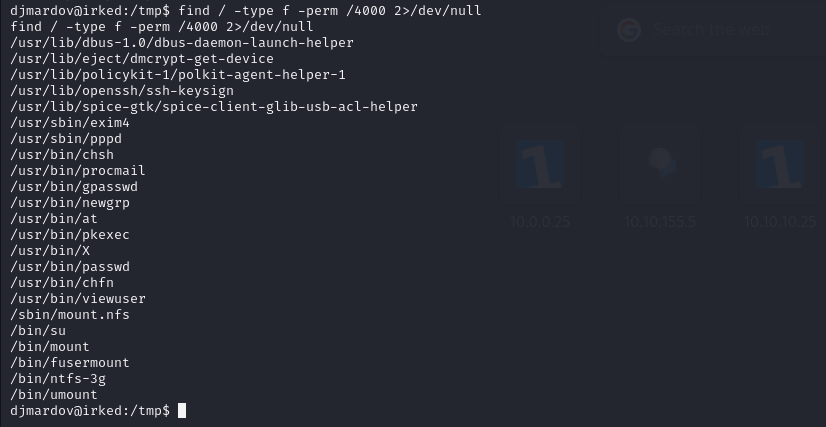 djmardov@irked:/tmp$ find / -type f -perm /4000 2>/dev/null
find / -type f -perm /4000 2>/dev/null
/usr/lib/dbus-1.0/dbus-daemon-launch-helper
/usr/lib/eject/dmcrypt-get-device
/usr/lib/policykit-1/polkit-agent-helper-1
/usr/lib/openssh/ssh-keysign
/usr/lib/spice-gtk/spice-client-glib-usb-acl-helper
/usr/sbin/exim4
/usr/sbin/pppd
/usr/bin/chsh
/usr/bin/procmail
/usr/bin/gpasswd
/usr/bin/newgrp
/usr/bin/at
/usr/bin/pkexec
/usr/bin/X
/usr/bin/passwd
/usr/bin/chfn
/usr/bin/viewuser
/sbin/mount.nfs
/bin/su
/bin/mount
/bin/fusermount
/bin/ntfs-3g
/bin/umount
djmardov@irked:/tmp$
Search the web
10.0.0.25
10.10.155.5
10.10.10.25